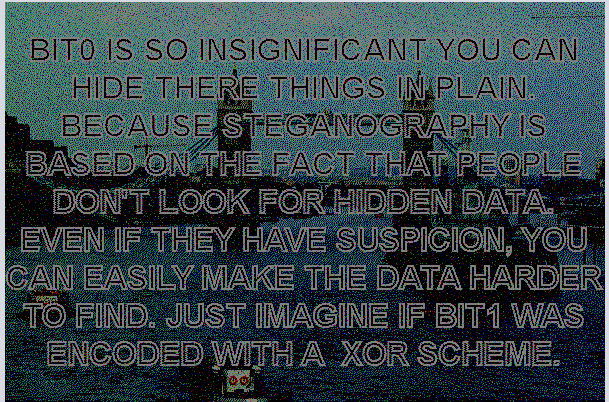 BIT0 IS SO INSIGNIFICANT YOU CAN
HIDE THERE THINGS IN PLAIN.
BECAUSE STEGANOGRAPHY IS
BASED ON THE FACT THAT PEOPLE
DON'T LOOK FOR HIDDEN DATA.
EVEN IF THEY HAVE SUSPICION, YOU
CAN EASILY MAKE THE DATA HARDER
TO FIND. JUST IMAGINE IF BIT1 WAS
ENCODED WITH A  XOR SCHEME.